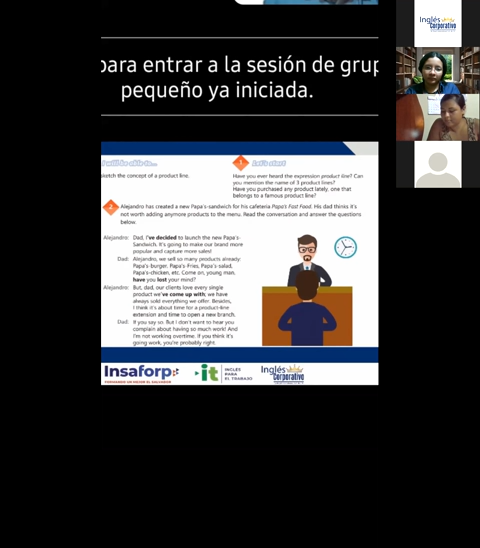 para entrar a la sesión de grup
pequeño ya iniciada.
I will be able to...
sketch the concept of a product line.
1 Let's start
Have you ever heard the expression product line? Can
you mention the name of 3 product lines?
Have you purchased any product lately, one that
belongs to a famous product line?
2 Alejandro has created a new Papa's-sandwich for his cafeteria Papa's Fast Food. His dad thinks it's
not worth adding anymore products to the menu. Read the conversation and answer the questions
below.
Alejandro: Dad, I've decided to launch the new Papa's-
Sandwich. It's going to make our brand more
popular and capture more sales!
Dad: Alejandro, we sell so many products already:
Papa's-burger, Papa's-Fries, Papa's-salad,
Papa's-chicken, etc. Come on, young man,
have you lost your mind?
Alejandro: But, dad, our clients love every single
product we've come up with; we have
always sold everything we offer. Besides,
I think it's about time for a product-line
extension and time to open a new branch.
Dad: If you say so. But I don't want to hear you
complain about having so much work! And
I'm not working overtime. If you think it's
going work, you're probably right.
Insaforp
FORMANDO UN MEJOR EL SALVADOR
it INGLÉS
PARA
EL TRABAJO
Inglés
Corporativo
Inglés
Corporativo